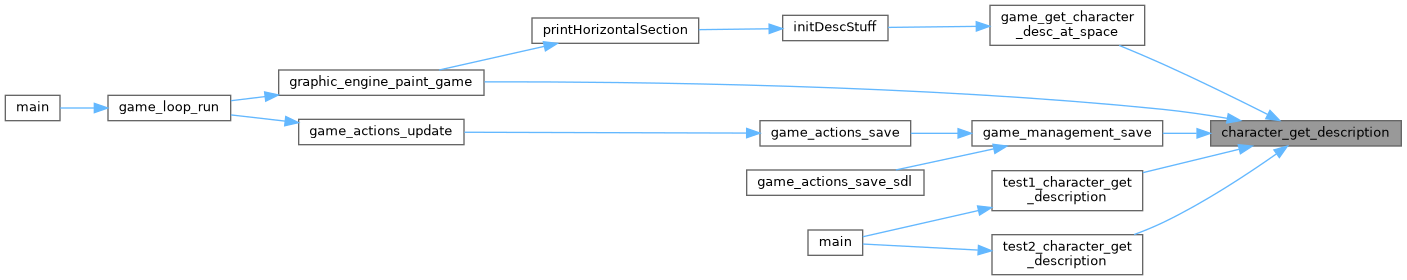 game_get_character
_desc_at_space
initDescStuff
printHorizontalSection
graphic_engine_paint_game
main
game_loop_run
game_actions_update
game_actions_save
game_management_save
character_get_description
game_actions_save_sdl
test1_character_get
_description
main
test2_character_get
_description